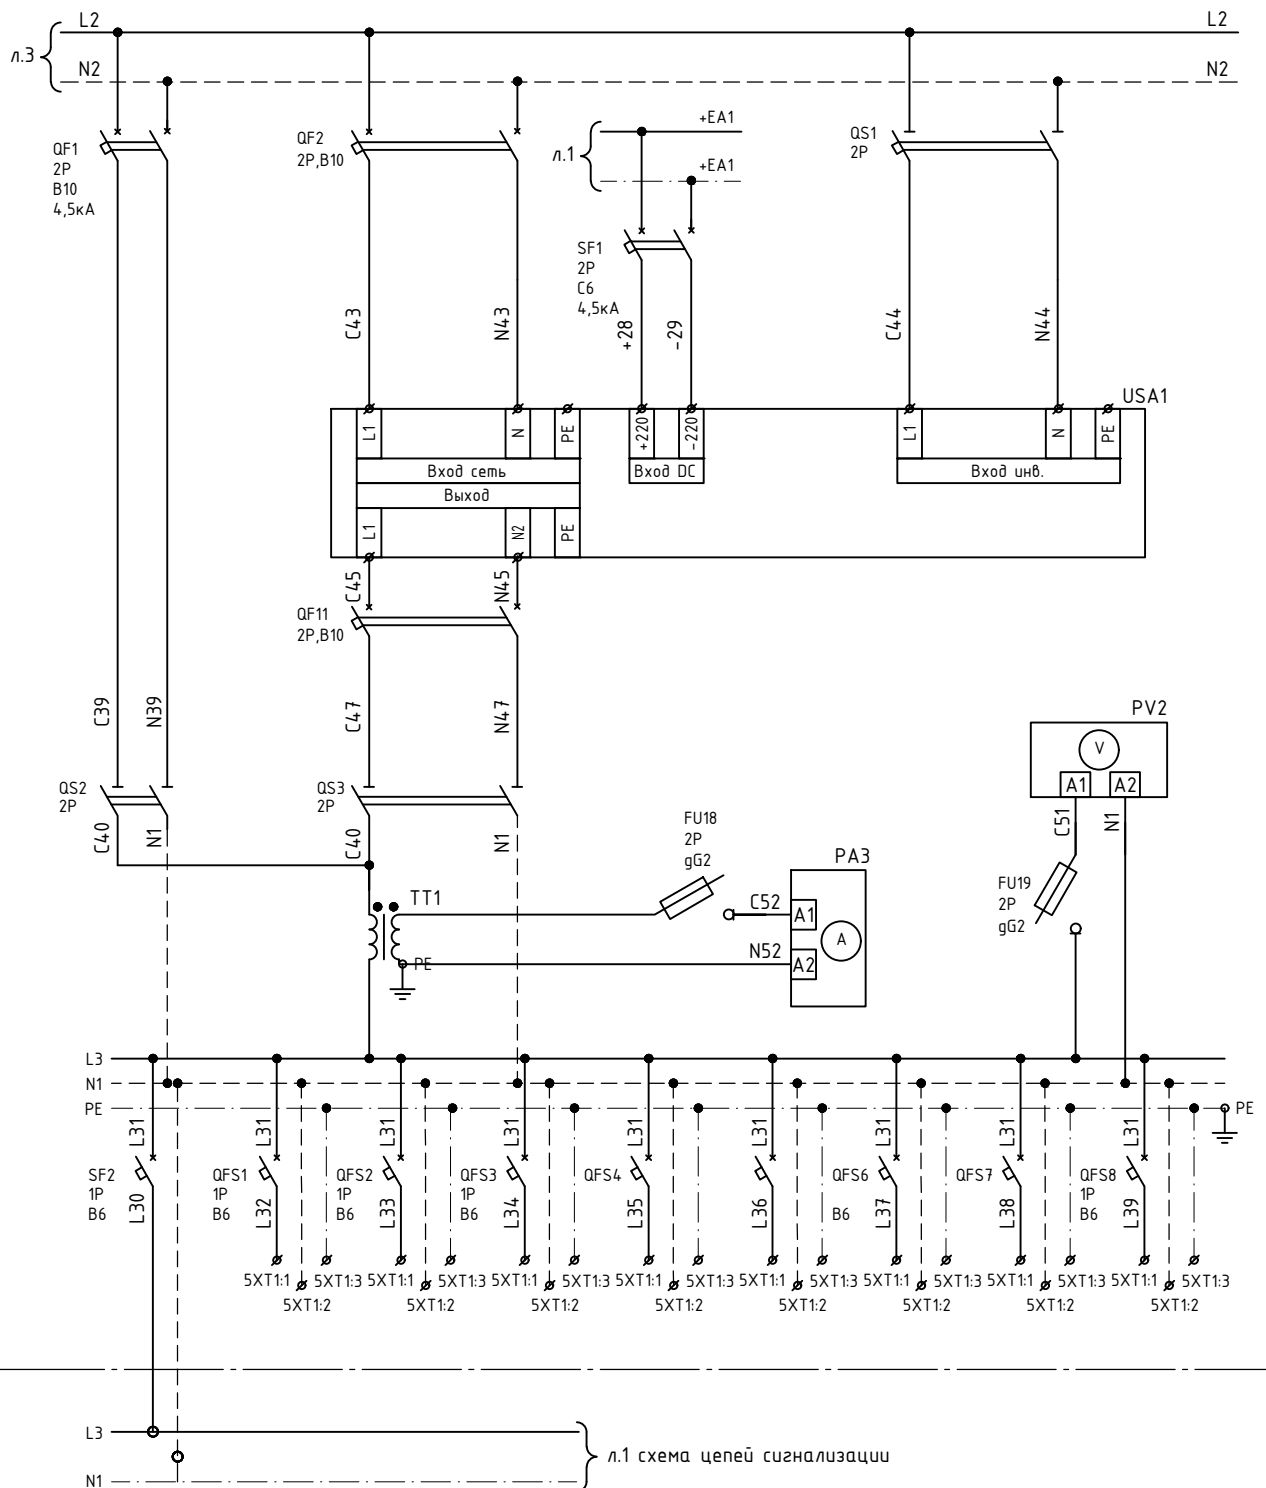 L2
L2
л.3
N2
N2
+EA1
л.1
+EA1
QF1
2P
B10
4,5кА
QF2
2P,B10
QS1
2P
SF1
2P
C6
4,5кА
C43
N43
+28
-29
C44
N44
USA1
L1
N
PE
+220
-220
L1
N
PE
Вход сеть
Вход DC
Вход инв.
Выход
L1
N2
PE
C45
N45
QF11
2P,B10
C39
N39
C47
N47
PV2
V
A1
A2
QS2
2P
QS3
2P
C40
N1
C40
N1
C51
N1
FU18
2P
gG2
PA3
FU19
2P
gG2
TT1
C52
A1
A
N52
A2
PE
L3
N1
PE
PE
L31
L31
L31
L31
L31
L31
L31
L31
L31
SF2
1P
B6
QFS1
1P
B6
QFS2
1P
B6
QFS3
1P
B6
QFS4
QFS6
B6
QFS7
QFS8
1P
B6
L30
L32
L33
L34
L35
L36
L37
L38
L39
5XT1:1
5XT1:3
5XT1:1
5XT1:3
5XT1:1
5XT1:3
5XT1:1
5XT1:3
5XT1:1
5XT1:3
5XT1:1
5XT1:3
5XT1:1
5XT1:3
5XT1:1
5XT1:3
5XT1:2
5XT1:2
5XT1:2
5XT1:2
5XT1:2
5XT1:2
5XT1:2
5XT1:2
L3
л.1 схема цепей сигнализации
N1